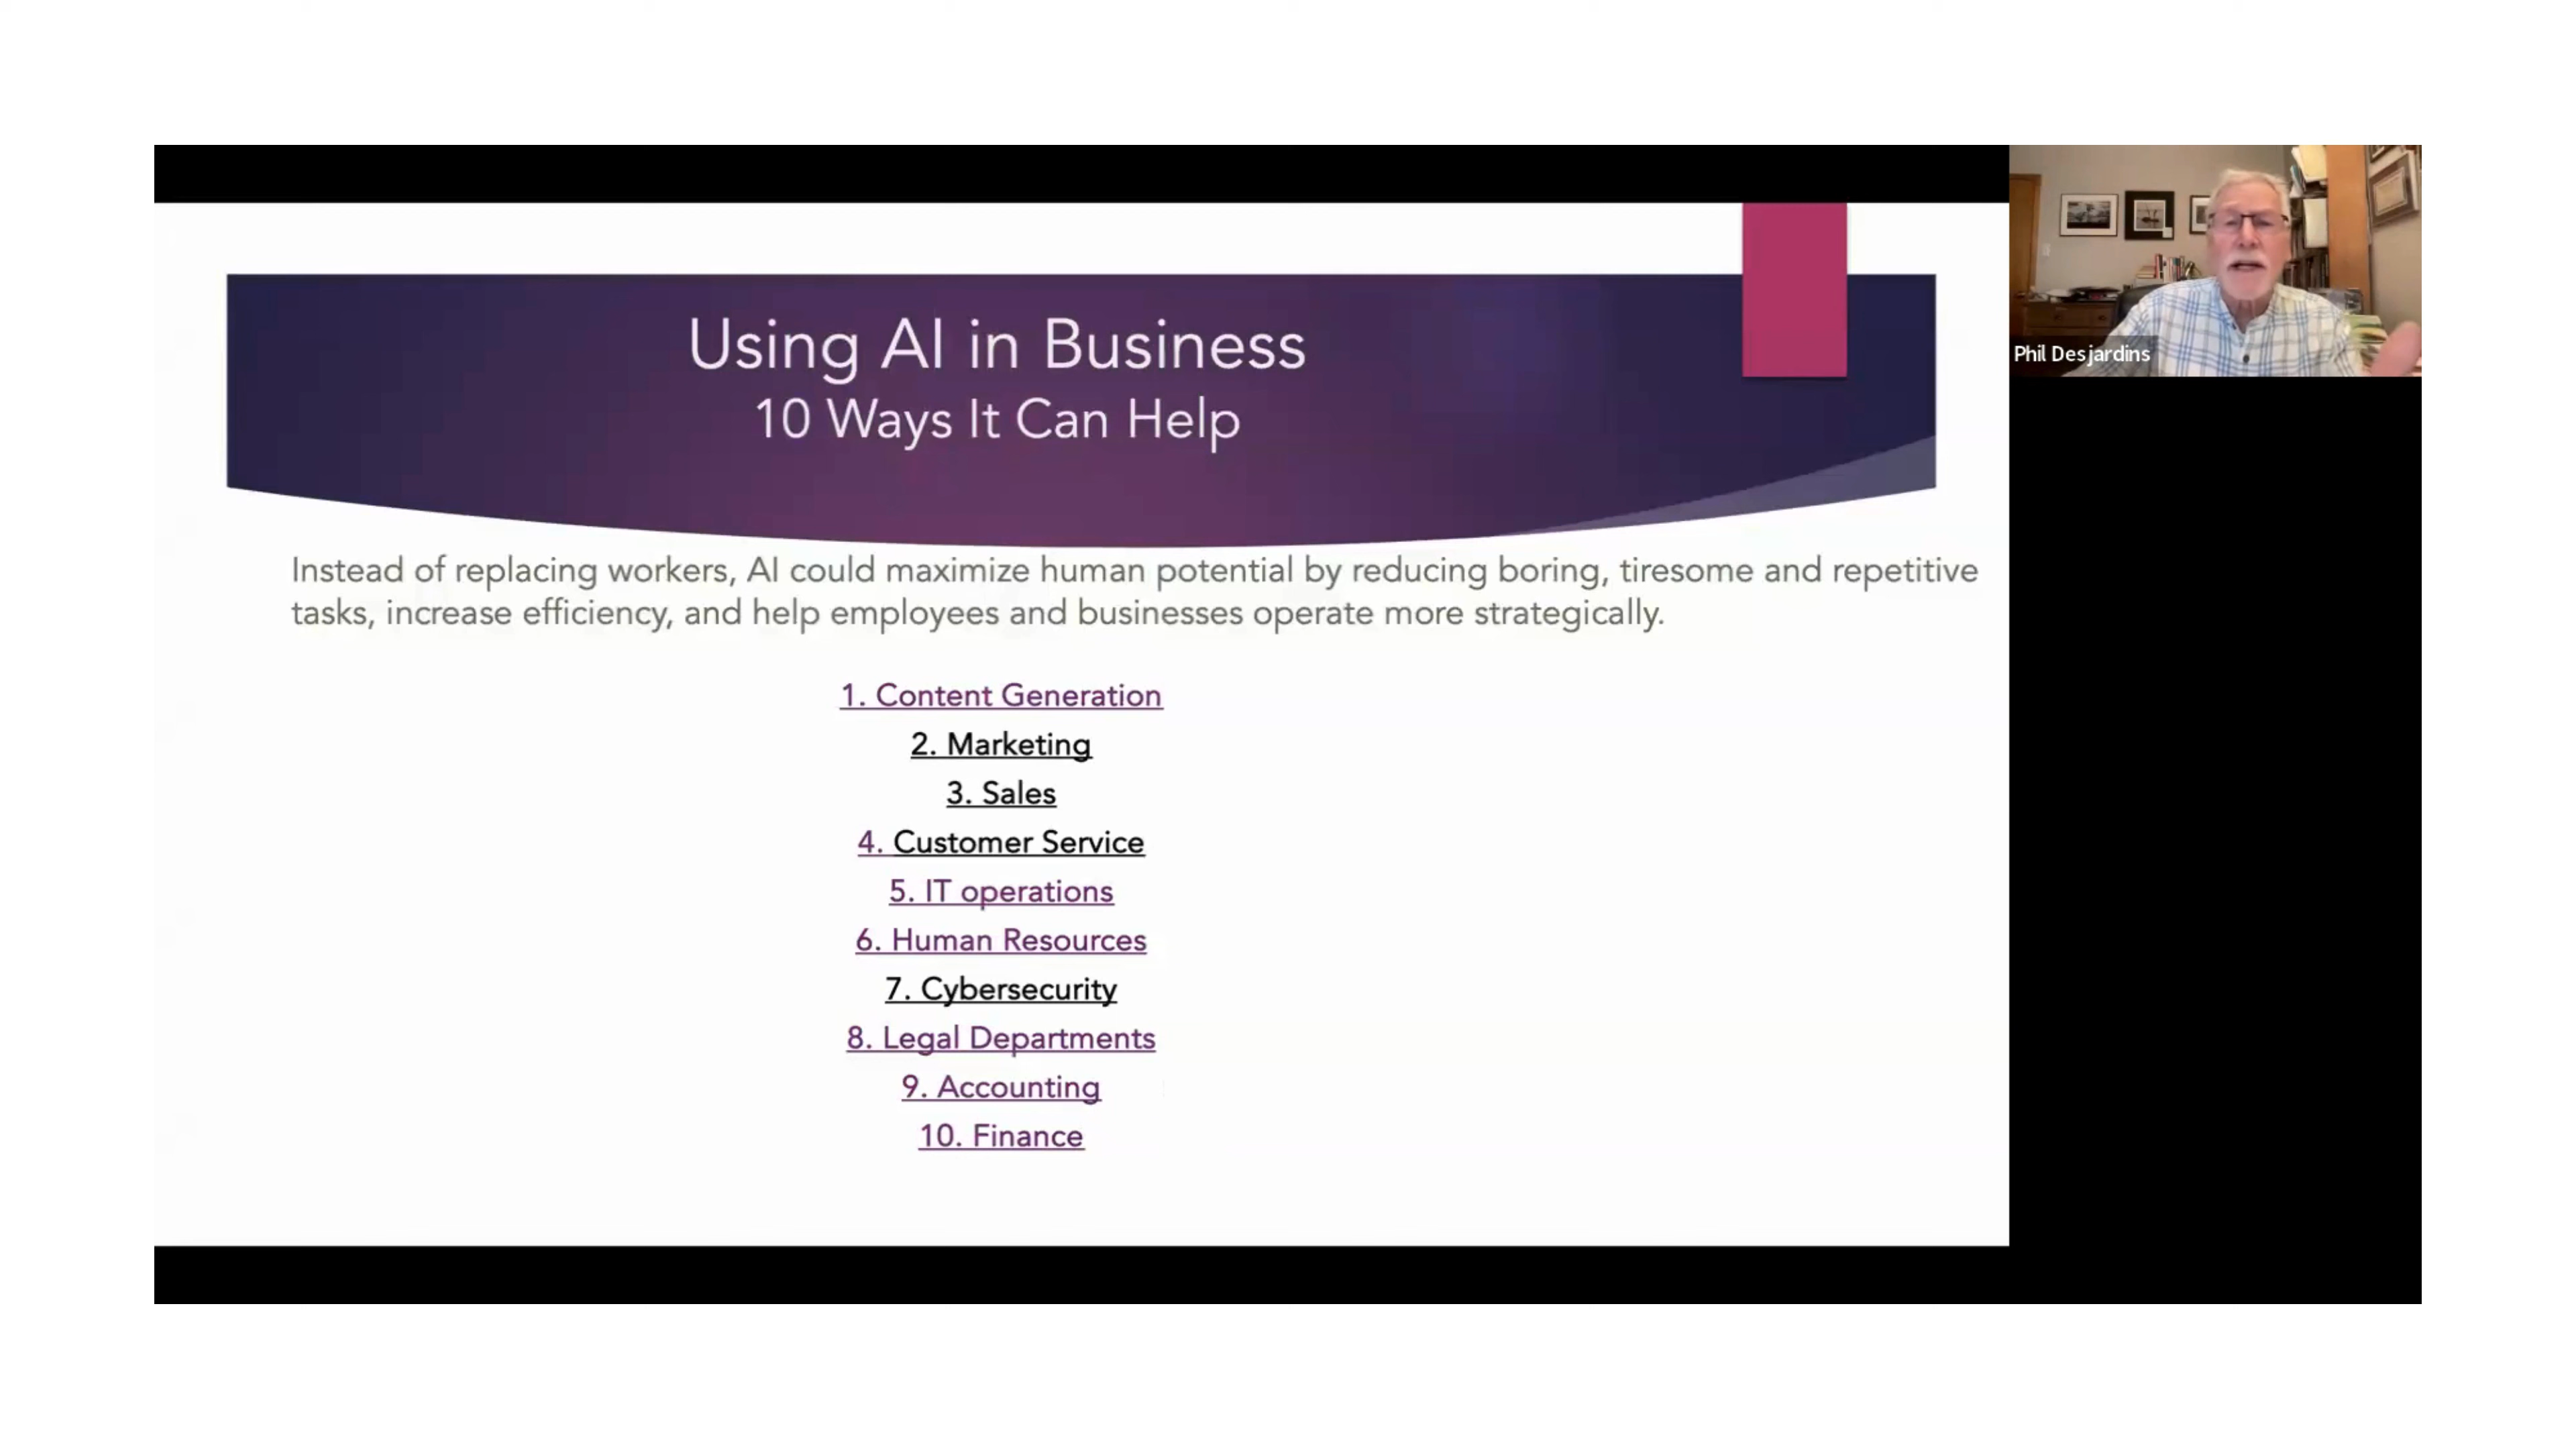 Using AI in Business
10 Ways It Can Help
Phil Desjardins
Instead of replacing workers, AI could maximize human potential by reducing boring, tiresome and repetitive
tasks, increase efficiency, and help employees and businesses operate more strategically.
1. Content Generation
2. Marketing
3. Sales
4. Customer Service
5. IT operations
6. Human Resources
7. Cybersecurity
8. Legal Departments
9. Accounting
10. Finance